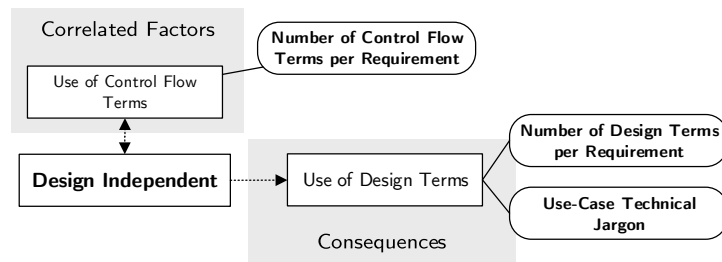 Correlated Factors
Number of Control Flow
Terms per Requirement
Use of Control Flow
Terms
Number of Design Terms
per Requirement
Design Independent
Use of Design Terms
Use-Case Technical
Jargon
Consequences